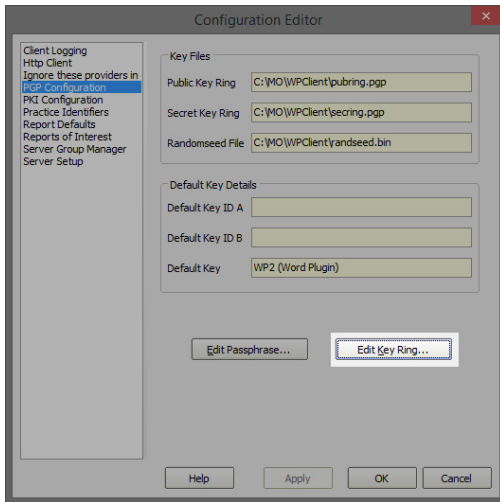 Configuration Editor
Client Logging
Http Client
Ignore these providers in
PGP Configuration
PKI Configuration
Practice Identifiers
Report Defaults
Reports of Interest
Server Group Manager
Server Setup
Key Files
Public Key Ring C:\MO\WPClient\pubring.pgp
Secret Key Ring C:\MO\WPClient\secring.pgp
Randomseed File C:\MO\WPClient\randseed.bin
Default Key Details
Default Key ID A
Default Key ID B
Default Key WP2 (Word Plugin)
Edit Passphrase... Edit Key Ring...
Help Apply OK Cancel